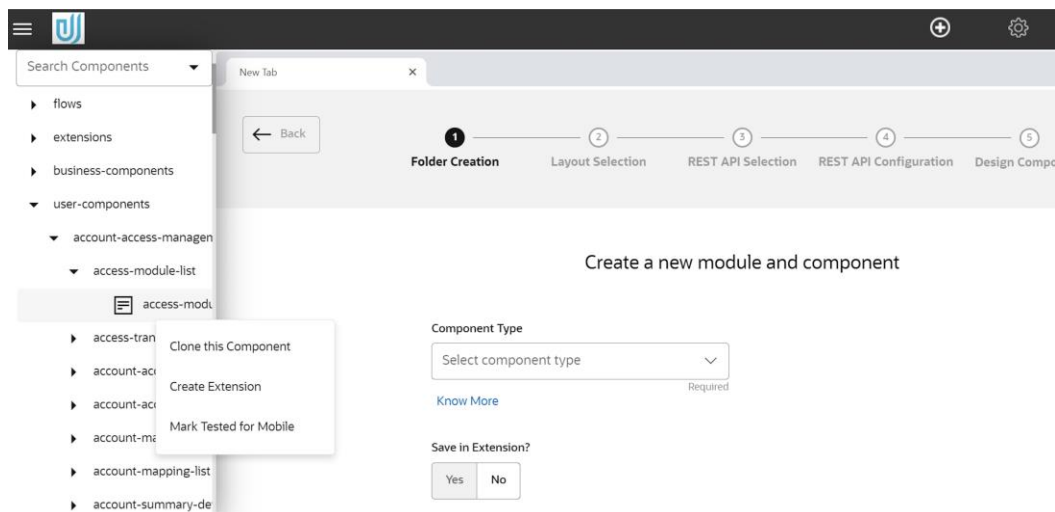 Search Components
New Tab
flows
extensions
business-components
user-components
account-access-managen
access-module-list
access-modu
access-tran
account-ac
account-ac
account-ma
account-mapping-list
account-summary-de
Clone this Component
Create Extension
Mark Tested for Mobile
Back
1 2 3 4 5
Folder Creation Layout Selection REST API Selection REST API Configuration Design Compo
Create a new module and component
Component Type
Select component type
Required
Know More
Save in Extension?
Yes No